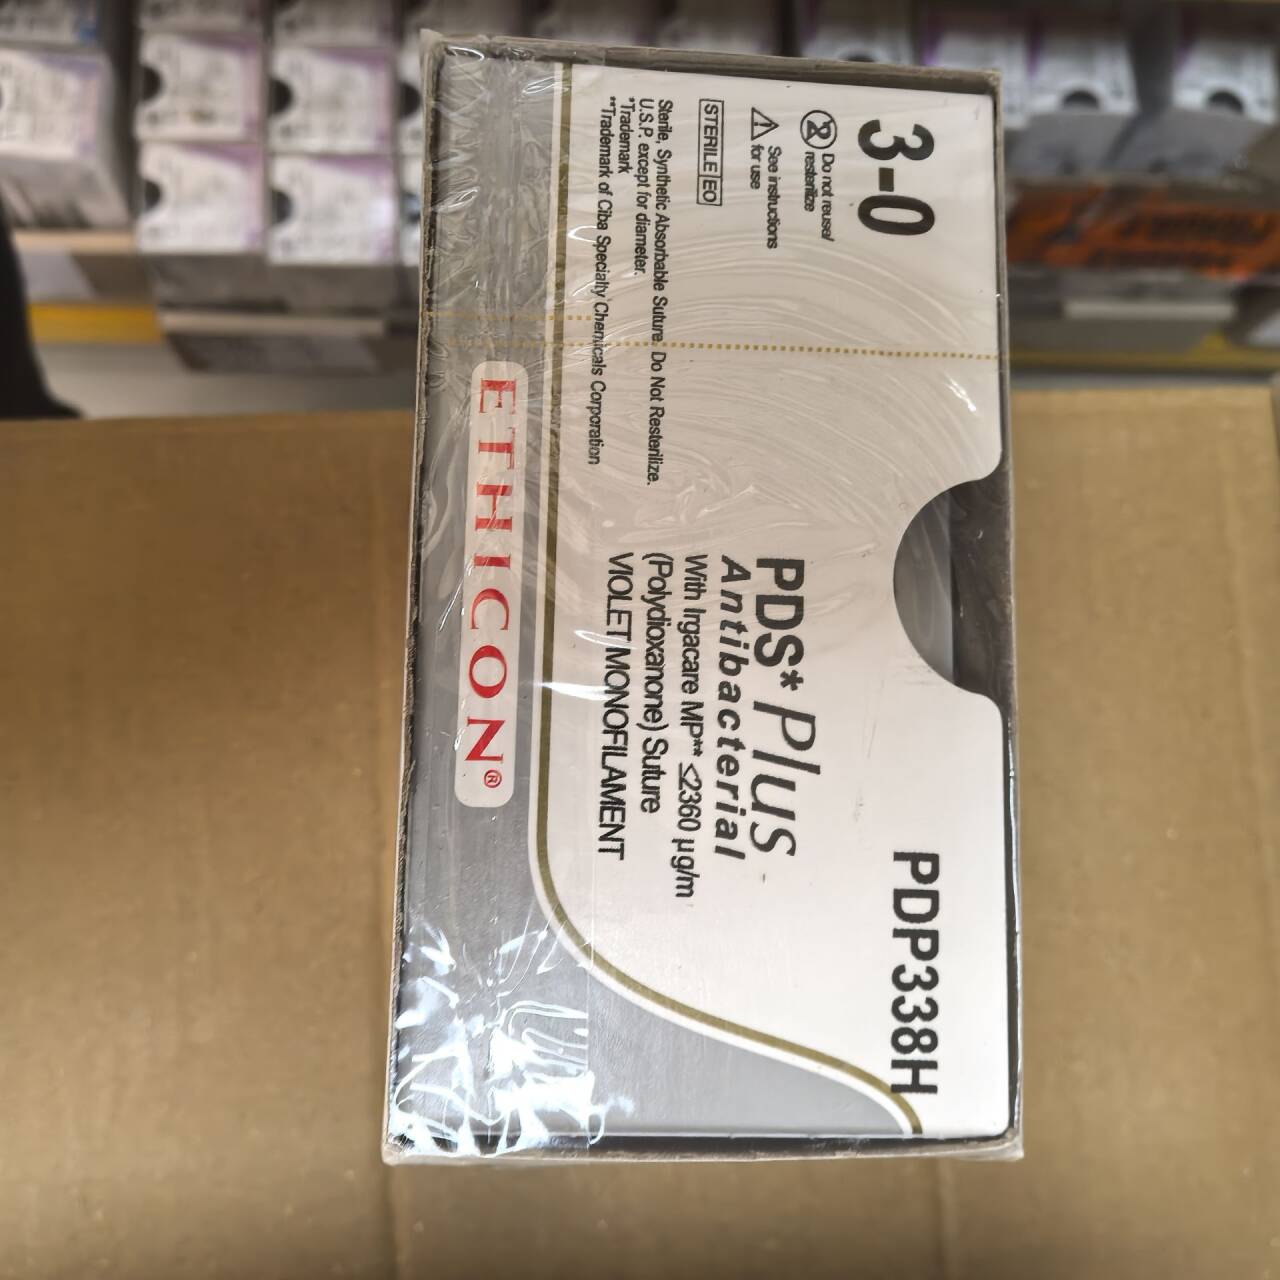 3-0
PDP338H
Do not reuse/
resterilize
See instructions
for use
STERILE EO
PDS* Plus
Antibacterial
With Irgacare MP** ≤2360 µg/m
(Polydioxanone) Suture
VIOLET MONOFILAMENT
Sterile, Synthetic Absorbable Suture. Do Not Resterilize.
U.S.P. except for diameter.
*Trademark
**Trademark of Ciba Specialty Chemicals Corporation
ETHICON®